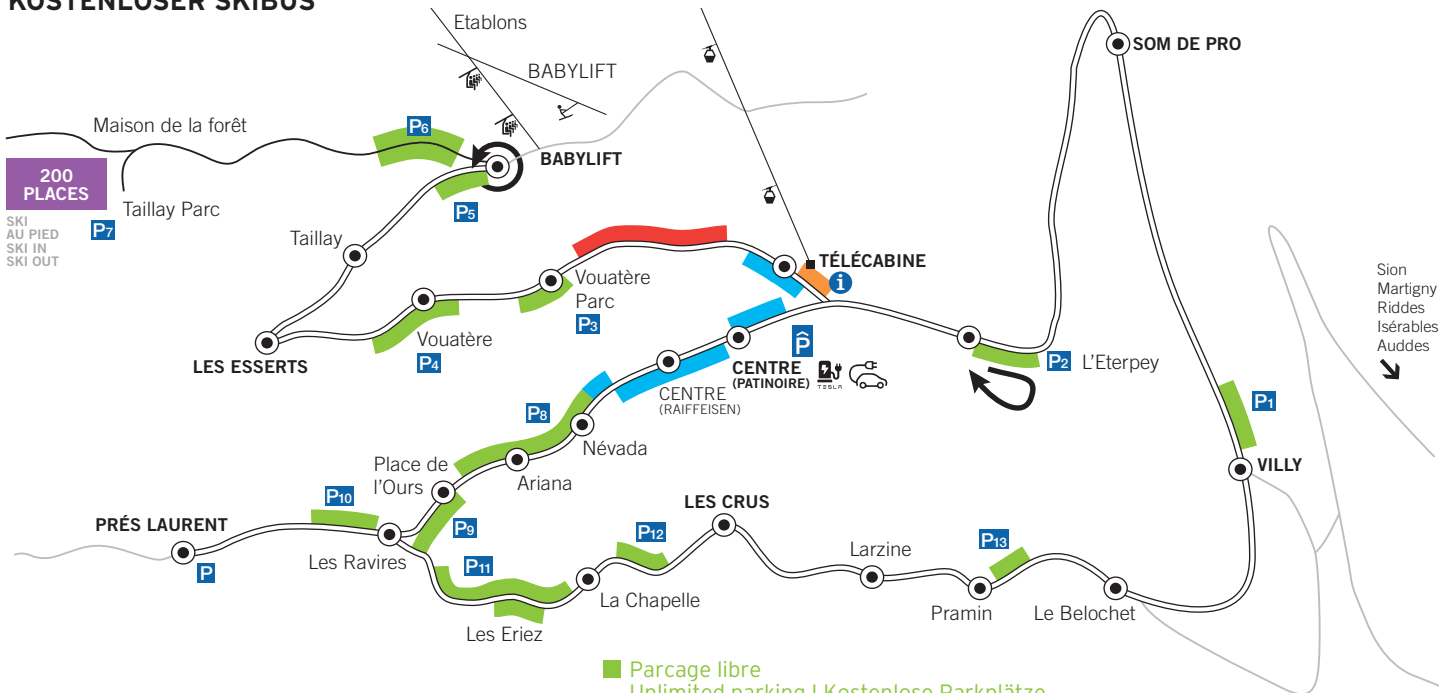 KOSTENLOSER SKIBUS
Etablons
BABYLIFT
SOM DE PRO
Maison de la forêt
P6
BABYLIFT
200
PLACES
SKI
AU PIED
SKI IN
SKI OUT
P7
Taillay Parc
P5
Taillay
TÉLÉCABINE
i
Vouatère
Parc
P3
Sion
Martigny
Riddes
Isérables
Auddes
Vouatère
P4
LES ESSERTS
P
CENTRE
(PATINOIRE)
TESLA
P2
L'Eterpey
CENTRE
(RAIFFEISEN)
P1
P8
Névada
Place de
l'Ours
Ariana
VILLY
P10
PRÉS LAURENT
P9
LES CRUS
P12
P
Les Ravires
P11
Larzine
P13
La Chapelle
Pramin
Le Belochet
Les Eriez
Parcage libre
Unlimited parking | Kostenlose Parkplätze